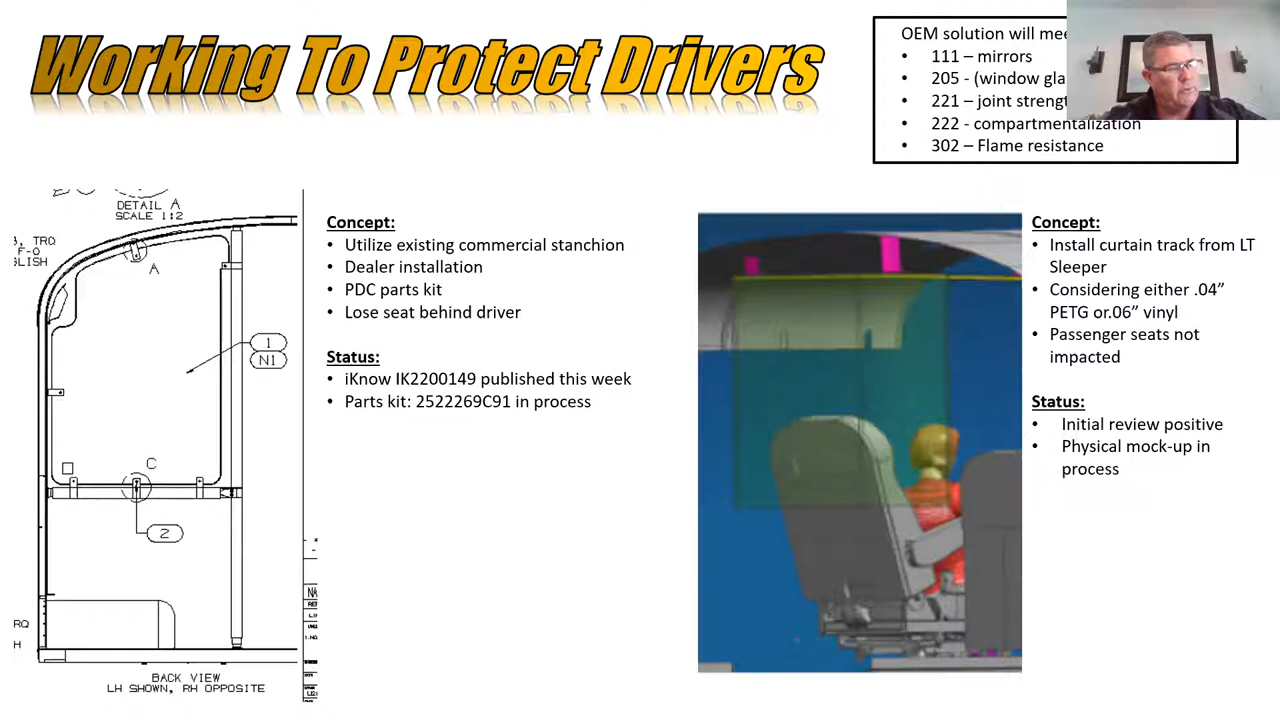 Working To Protect Drivers
OEM solution will
111 – mirrors
205 - (window
221 – joint
222 - compartmentalization
302 – Flame resistance
DETAIL A
SCALE 1:2
TRQ
F-O
A
1
N1
C
2
RQ
H
BACK VIEW
LH SHOWN, RH OPPOSITE
Concept:
• Utilize existing commercial stanchion
• Dealer installation
• PDC parts kit
• Lose seat behind driver
Status:
• iKnow IK2200149 published this week
• Parts kit: 2522269C91 in process
Concept:
• Install curtain track from LT
Sleeper
• Considering either .04”
PETG or.06” vinyl
• Passenger seats not
impacted
Status:
• Initial review positive
• Physical mock-up in
process